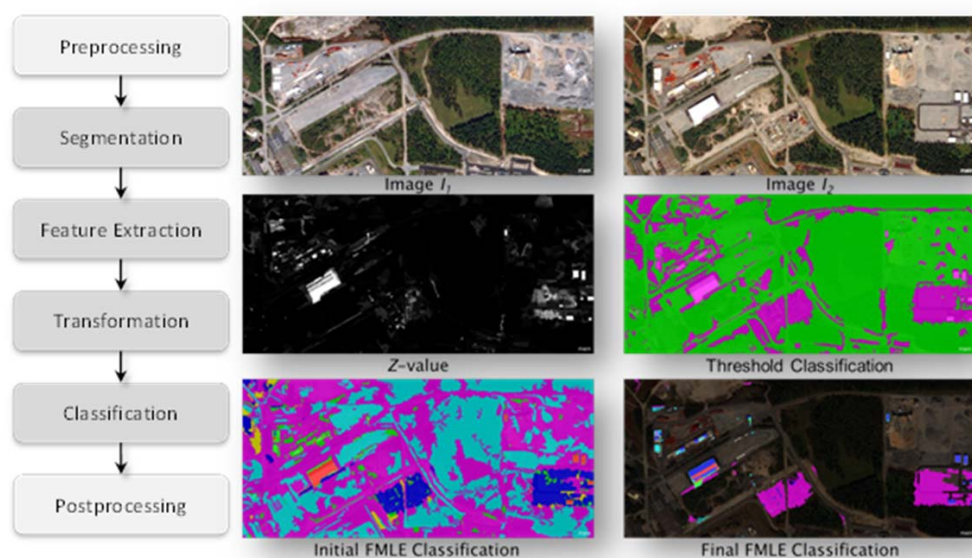 Preprocessing
Segmentation
Feature Extraction
Transformation
Classification
Postprocessing
Image I1
Image I2
Z-value
Threshold Classification
Initial FMLE Classification
Final FMLE Classification